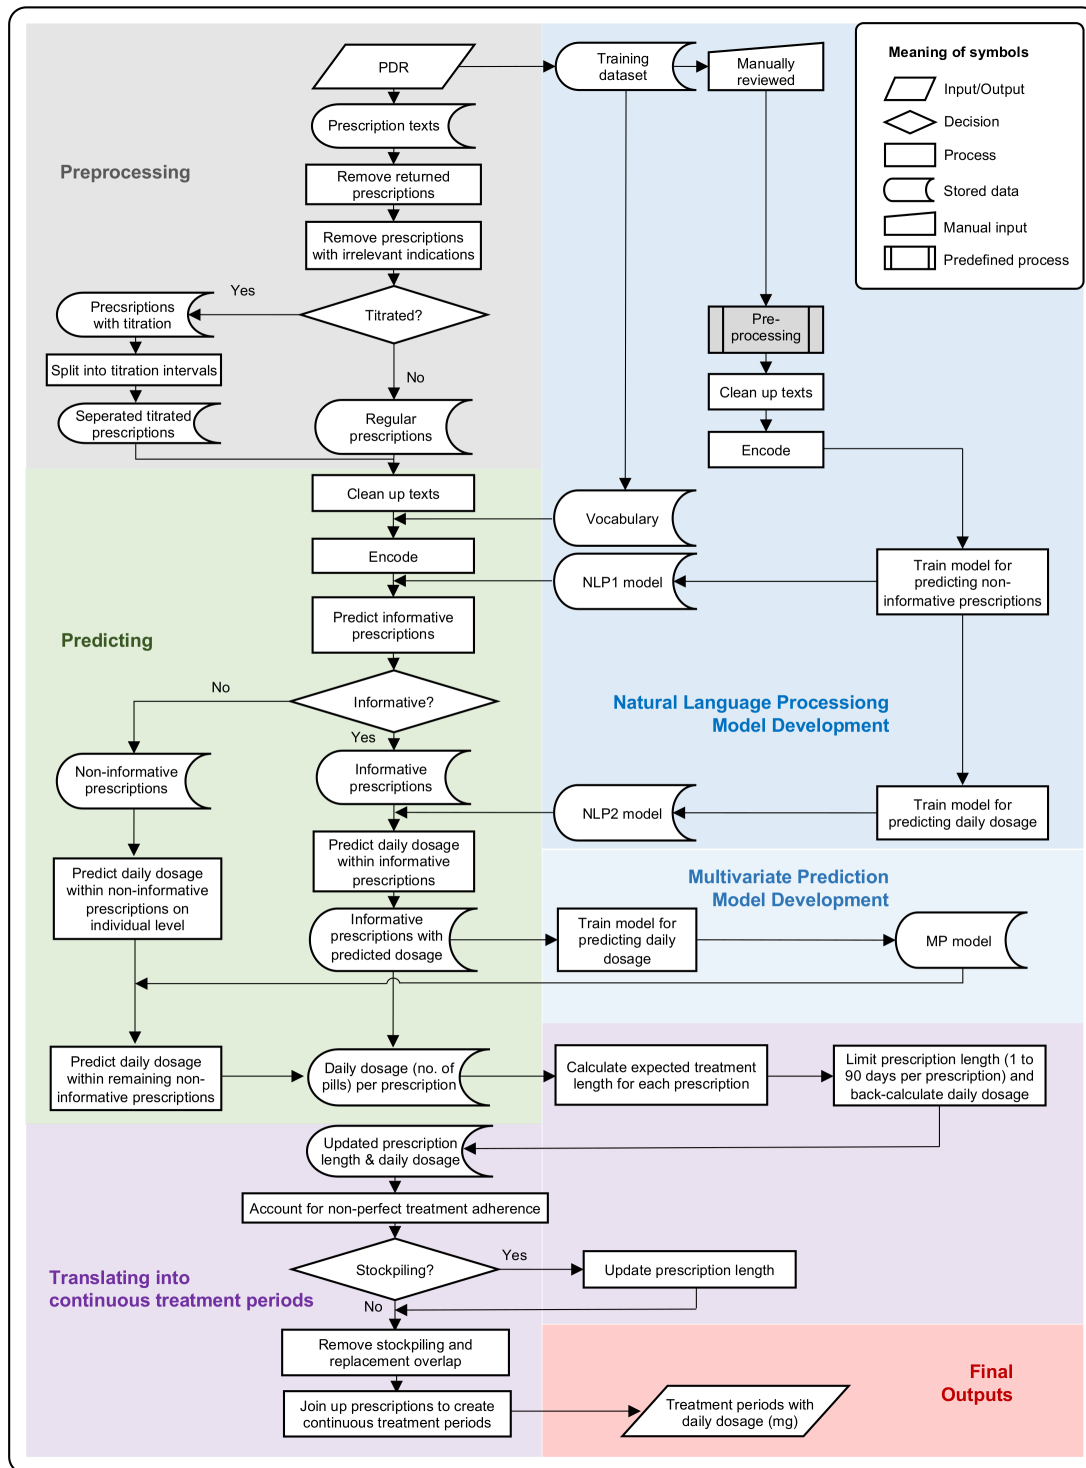 PDR
Training
dataset
Manually
reviewed
Meaning of symbols
Input/Output
Decision
Process
Stored data
Manual input
Predefined process
Preprocessing
Prescription texts
Remove returned
prescriptions
Remove prescriptions
with irrelevant indications
Yes
Precsriptions
with titration
Titrated?
Pre-
processing
Split into titration intervals
No
Clean up texts
Seperated titrated
prescriptions
Regular
prescriptions
Encode
Clean up texts
Vocabulary
Encode
NLP1 model
Train model for
predicting non-
informative prescriptions
Predict informative
prescriptions
Predicting
No
Informative?
Natural Language Processiong
Model Development
Yes
Non-informative
prescriptions
Informative
prescriptions
NLP2 model
Train model for
predicting daily dosage
Predict daily dosage
within informative
prescriptions
Predict daily dosage
within non-informative
prescriptions on
individual level
Multivariate Prediction
Model Development
Informative
prescriptions with
predicted dosage
Train model for
predicting daily
dosage
MP model
Predict daily dosage
within remaining non-
informative prescriptions
Daily dosage (no. of
pills) per prescription
Calculate expected treatment
length for each prescription
Limit prescription length (1 to
90 days per prescription) and
back-calculate daily dosage
Updated prescription
length & daily dosage
Account for non-perfect treatment adherence
Translating into
continuous treatment periods
Stockpiling?
Yes
Update prescription length
No
Remove stockpiling and
replacement overlap
Final
Outputs
Join up prescriptions to create
continuous treatment periods
Treatment periods with
daily dosage (mg)